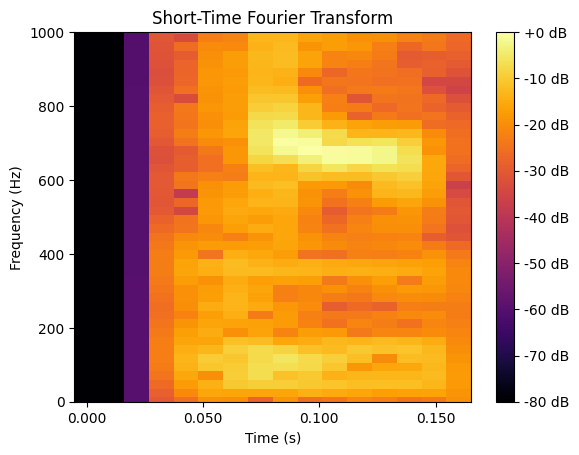 Short-Time Fourier Transform
Frequency (Hz)
1000
800
600
400
200
0
0.000
0.050
0.100
0.150
Time (s)
+0 dB
-10 dB
-20 dB
-30 dB
-40 dB
-50 dB
-60 dB
-70 dB
-80 dB